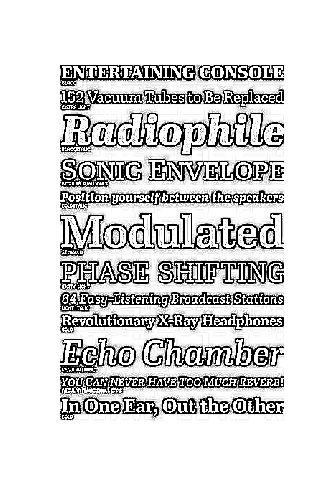 ENTERTAINING CONSOLE
152 Vacuum Tubes to Be Replaced
Radiophile
SONIC ENVELOPE
Position yourself between the speakers
Modulated
PHASE SHIFTING
84 Easy-Listening Broadcast Stations
Revolutionary X-Ray Headphones
Echo Chamber
YOU CAN NEVER HAVE TOO MUCH REVERB!
In One Ear, Out the Other